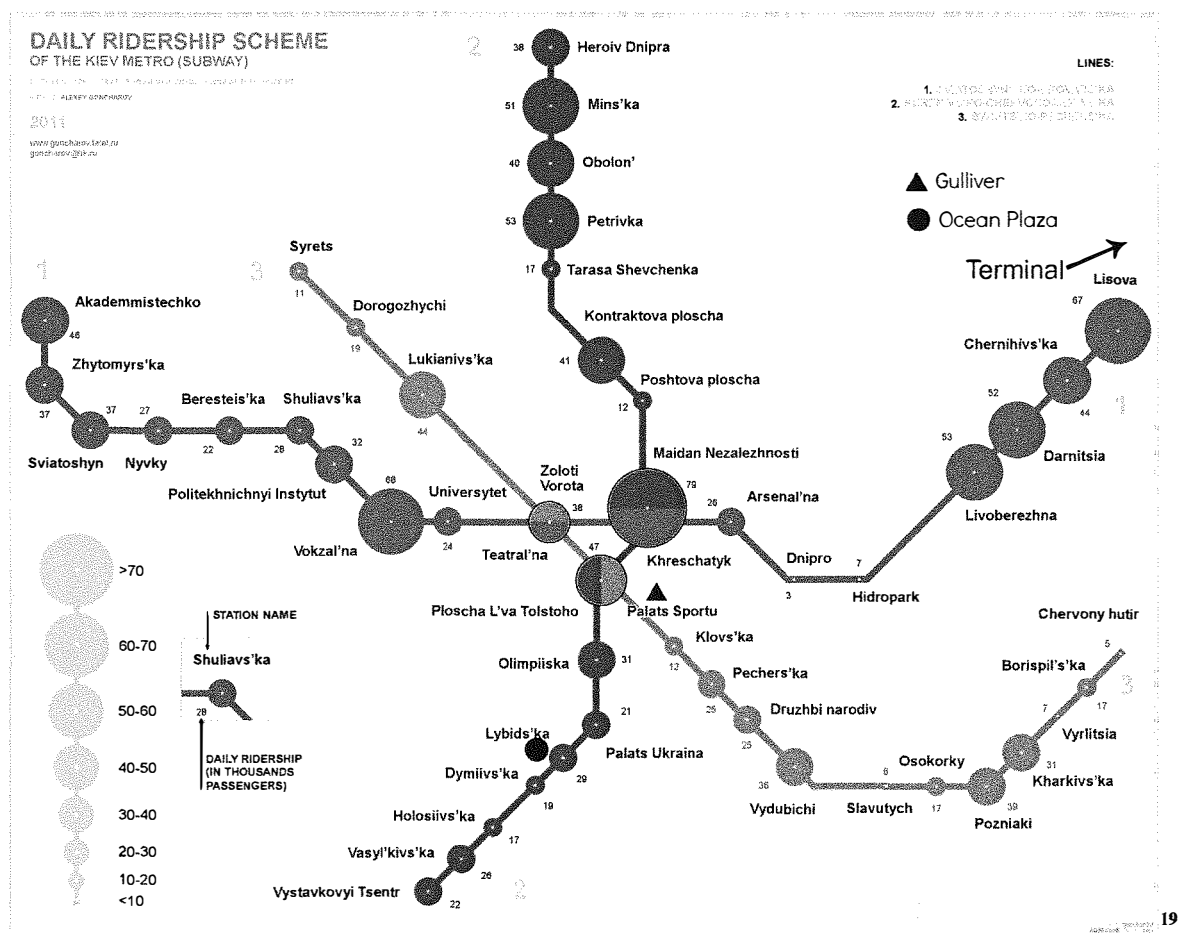 DAILY RIDERSHIP SCHEME
OF THE KIEV METRO (SUBWAY)
ALEXEY GONCHAROV
2011
www.goncharov.tatet.ru
LINES:
1.
2.
3.
Gulliver
Ocean Plaza
Terminal
1
2
3
Heroiv Dnipra
38
Mins'ka
51
Obolon'
40
Petrivka
53
Tarasa Shevchenka
17
Kontraktova ploscha
41
Poshtova ploscha
12
Maidan Nezalezhnosti
79
Khreschatyk
Syrets
11
Dorogozhychi
19
Lukianivs'ka
44
Zoloti
Vorota
38
Teatral'na
Akademmistechko
46
Zhytomyrs'ka
37
Sviatoshyn
37
Nyvky
27
Beresteis'ka
22
Shuliavs'ka
28
Politekhnichnyi Instytut
32
Vokzal'na
68
Universytet
24
Arsenal'na
26
Dnipro
3
Hidropark
7
Livoberezhna
53
Darnitsia
52
Chernihivs'ka
44
Lisova
67
1
47
Ploscha L'va Tolstoho
Palats Sportu
Olimpiiska
31
Palats Ukraina
21
Lybids'ka
29
Dymiivs'ka
19
Holosiivs'ka
17
Vasyl'kivs'ka
26
Vystavkovyi Tsentr
22
2
Klovs'ka
13
Pechers'ka
25
Druzhbi narodiv
25
Vydubichi
36
Slavutych
6
Osokorky
17
Pozniaki
39
Kharkivs'ka
31
Vyrlitsia
7
Borispil's'ka
17
Chervony hutir
5
3
>70
60-70
50-60
40-50
30-40
20-30
10-20
<10
STATION NAME
Shuliavs'ka
28
DAILY RIDERSHIP
(IN THOUSANDS
PASSENGERS)
19